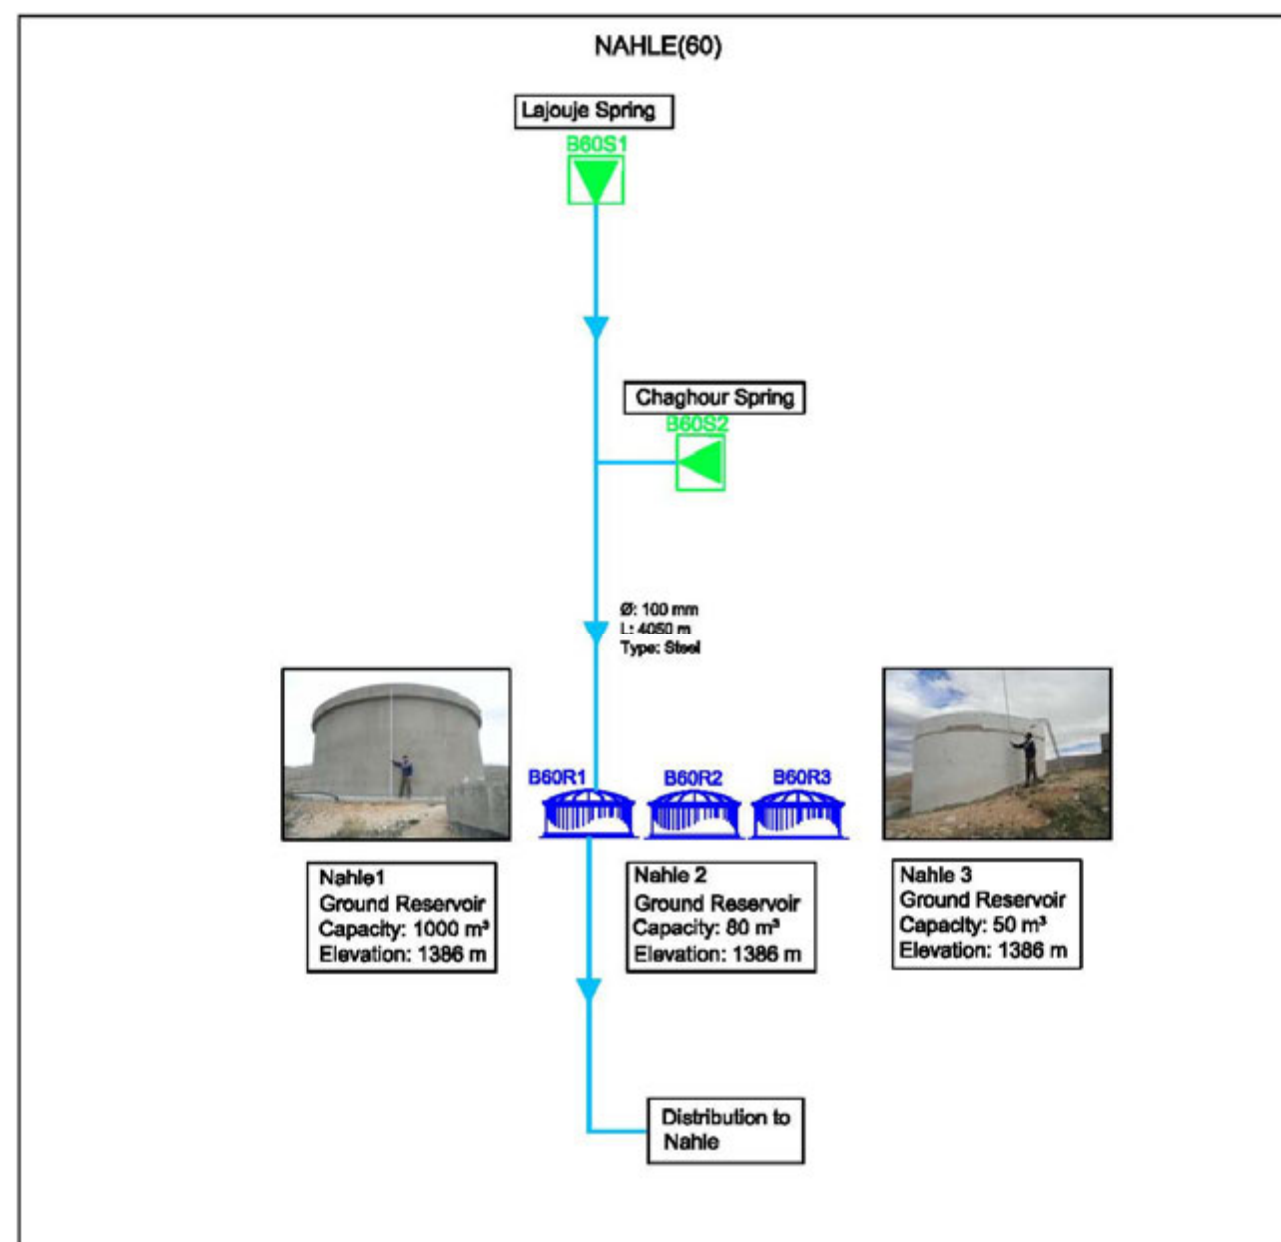 NAHLE(60)
Lajouje Spring
B60S1
Chaghour Spring
B60S2
Ø: 100 mm
L: 4050 m
Type: Steel
B60R1
B60R2
B60R3
Nahle1
Ground Reservoir
Capacity: 1000 m³
Elevation: 1386 m
Nahle 2
Ground Reservoir
Capacity: 80 m³
Elevation: 1386 m
Nahle 3
Ground Reservoir
Capacity: 50 m³
Elevation: 1386 m
Distribution to
Nahle